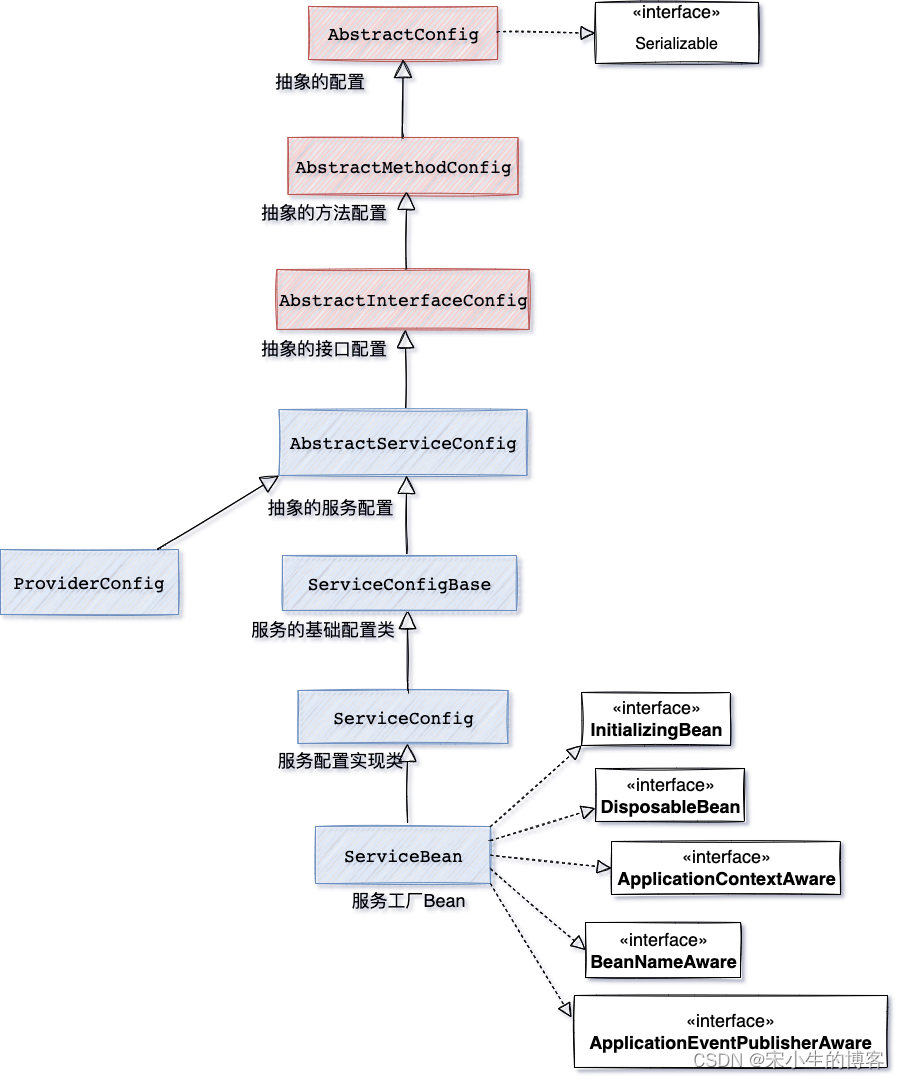 AbstractConfig
«interface»
Serializable
抽象的配置
AbstractMethodConfig
抽象的方法配置
AbstractInterfaceConfig
抽象的接口配置
AbstractServiceConfig
抽象的服务配置
ProviderConfig
ServiceConfigBase
服务的基础配置类
ServiceConfig
服务配置实现类
«interface»
InitializingBean
«interface»
DisposableBean
ServiceBean
服务工厂Bean
«interface»
ApplicationContextAware
«interface»
BeanNameAware
«interface»
ApplicationEventPublisherAware
CSDN @宋小生的博客